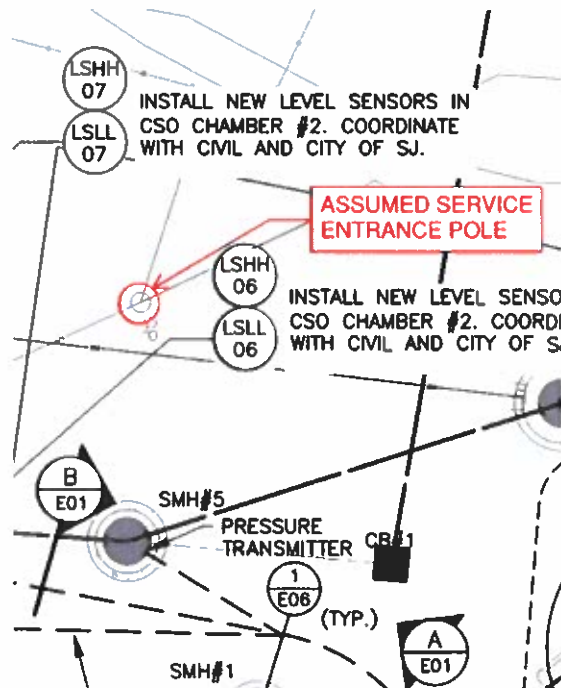 LSHH
07
LSLL
07
INSTALL NEW LEVEL SENSORS IN
CSO CHAMBER #2. COORDINATE
WITH CIVIL AND CITY OF SJ.
ASSUMED SERVICE
ENTRANCE POLE
LSHH
06
LSLL
06
INSTALL NEW LEVEL SENSO
CSO CHAMBER #2. COORDI
WITH CIVIL AND CITY OF S
B
E01
SMH#5
PRESSURE
TRANSMITTER
CB#1
1
E06
(TYP.)
A
E01
SMH#1